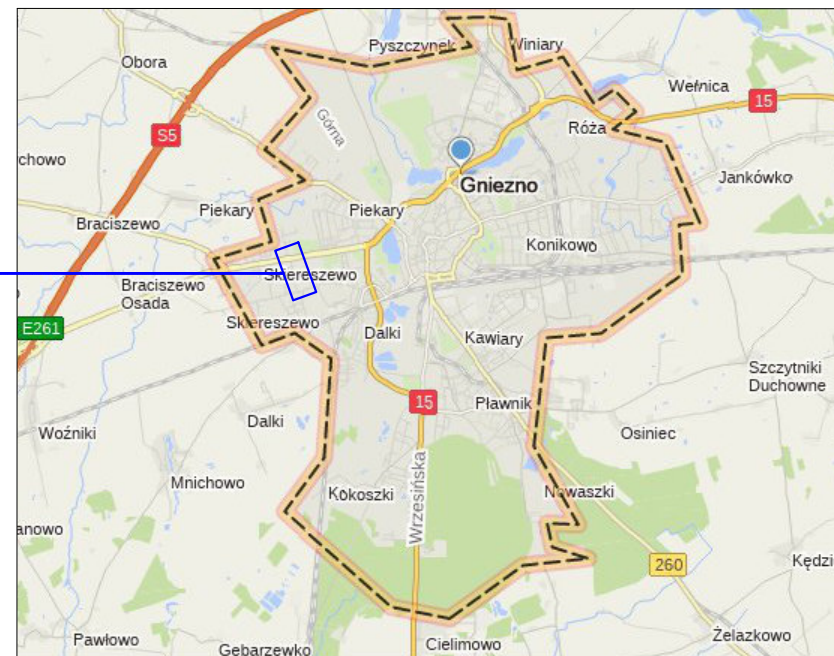 Pyszczynek
Winiary
Obora
Wełnica
15
Górna
S5
Róża
rchowo
Gniezno
Jankówko
Piekary
Piekary
Braciszewo
Konikowo
Skiereszewo
Braciszewo
Osada
Skiereszewo
E261
Dalki
Kawiary
Szczytniki
Duchowne
15
Pławnik
Dalki
Osiniec
Woźniki
Wrzesińska
Mnichowo
Kokoszki
Nowaszki
anowo
260
Kędzi
Pawłowo
Gębarzewko
Cielimowo
Żelazkowo